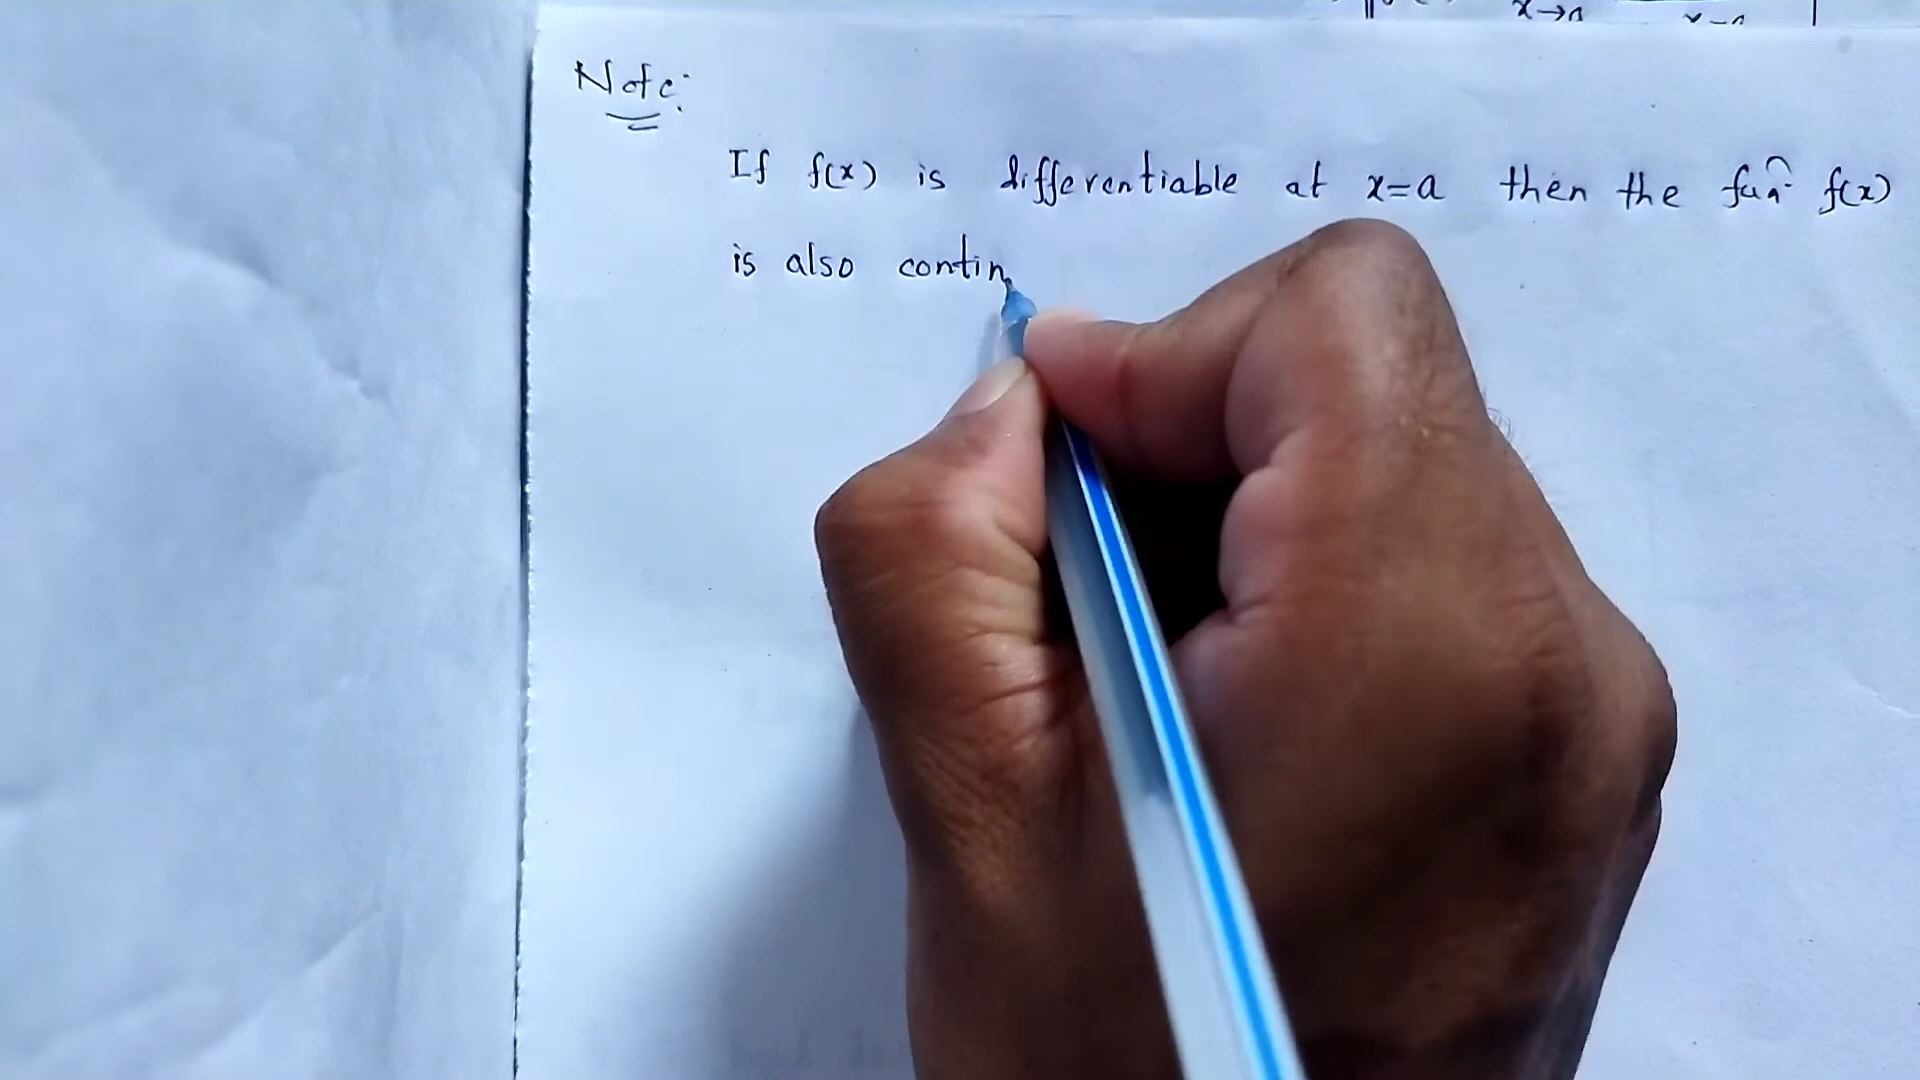 x→a x-a
Note:
If f(x) is differentiable at x=a then the fun f(x)
is also contin